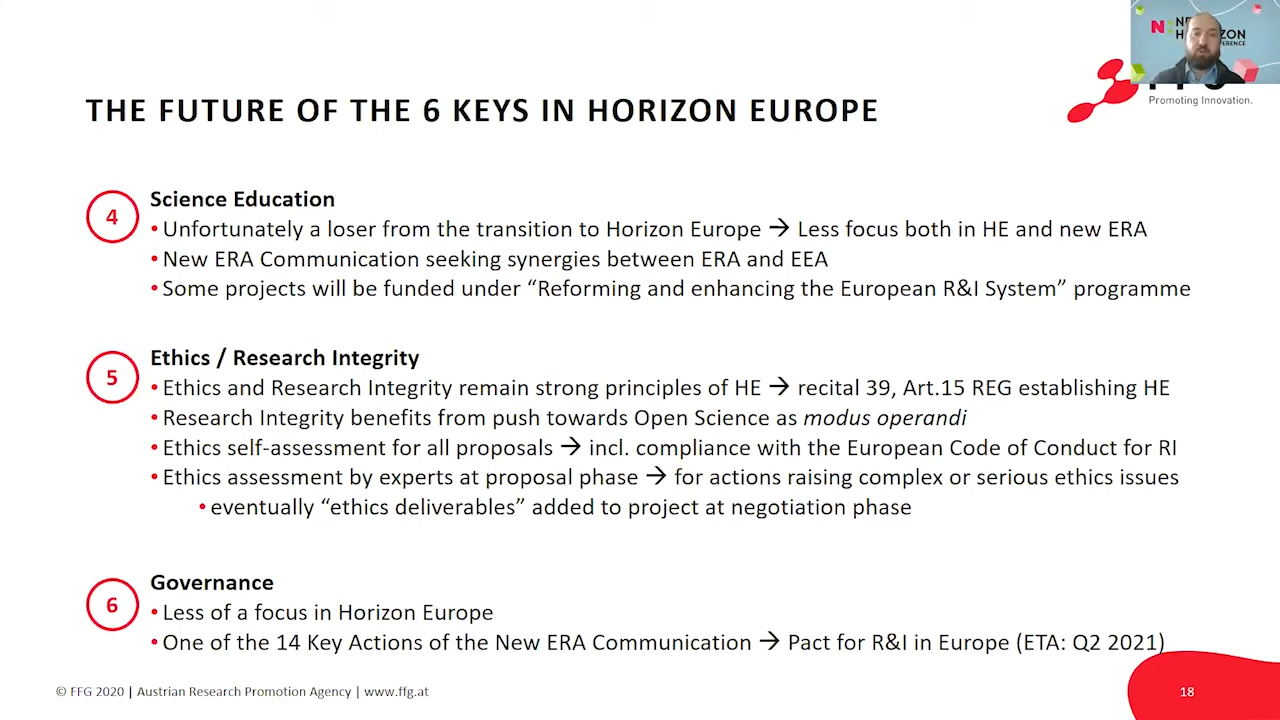 THE FUTURE OF THE 6 KEYS IN HORIZON EUROPE
Promoting Innovation.
4
Science Education
• Unfortunately a loser from the transition to Horizon Europe → Less focus both in HE and new ERA
• New ERA Communication seeking synergies between ERA and EEA
• Some projects will be funded under “Reforming and enhancing the European R&I System” programme
5
Ethics / Research Integrity
• Ethics and Research Integrity remain strong principles of HE → recital 39, Art.15 REG establishing HE
• Research Integrity benefits from push towards Open Science as modus operandi
• Ethics self-assessment for all proposals → incl. compliance with the European Code of Conduct for RI
• Ethics assessment by experts at proposal phase → for actions raising complex or serious ethics issues
• eventually “ethics deliverables” added to project at negotiation phase
6
Governance
• Less of a focus in Horizon Europe
• One of the 14 Key Actions of the New ERA Communication → Pact for R&I in Europe (ETA: Q2 2021)
© FFG 2020 | Austrian Research Promotion Agency | www.ffg.at
18